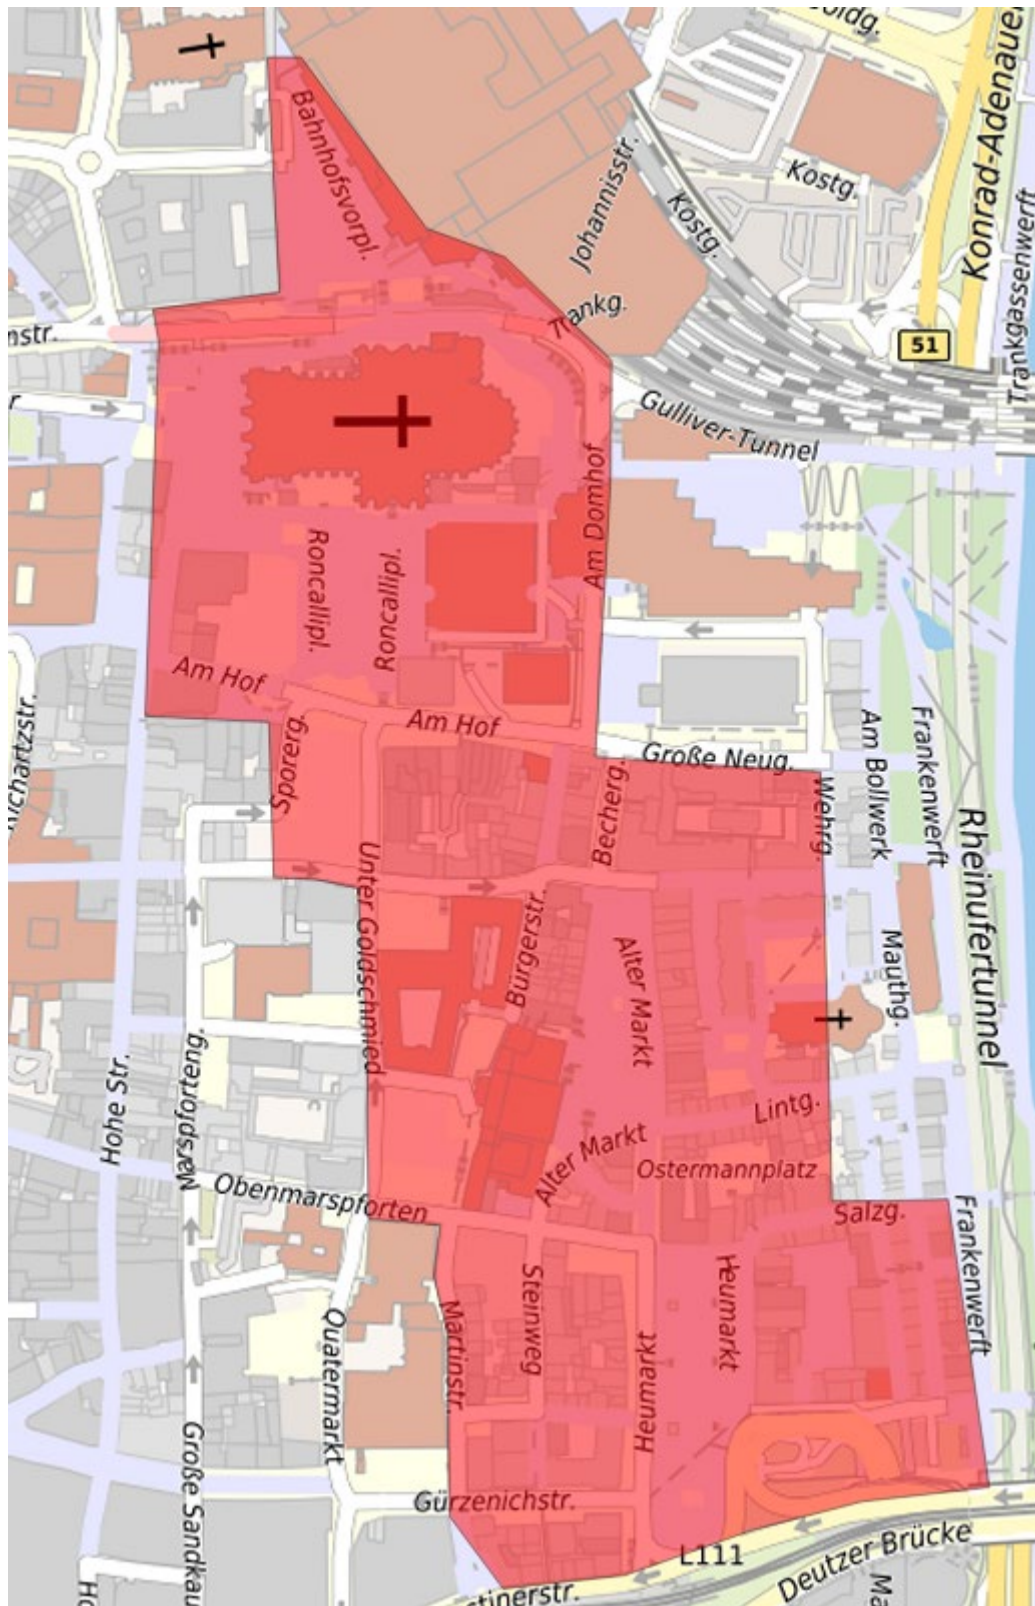 Konrad-Adenauer
Bahnhofsvorpl.
Johannisstr.
Kostg.
Kostg.
Trankgassenwerft
Trankg.
51
Gulliver-Tunnel
Am Domhof
Roncallipl.
Roncallipl.
Am Hof
Am Hof
Sporerg.
Große Neug.
Am Bollwerk
Frankenwerft
Becherg.
Wehrg.
Rheinufertunnel
Unter Goldschmied
Bürgerstr.
Alter Markt
Mauthg.
Hohe Str.
Marspforteng.
Lintg.
Alter Markt
Ostermannplatz
Obenmarspforten
Salzg.
Frankenwerft
Steinweg
Heumarkt
Martinstr.
Quatermarkt
Heumarkt
Große Sandkau
Gürzenichstr.
L111
Deutzer Brücke